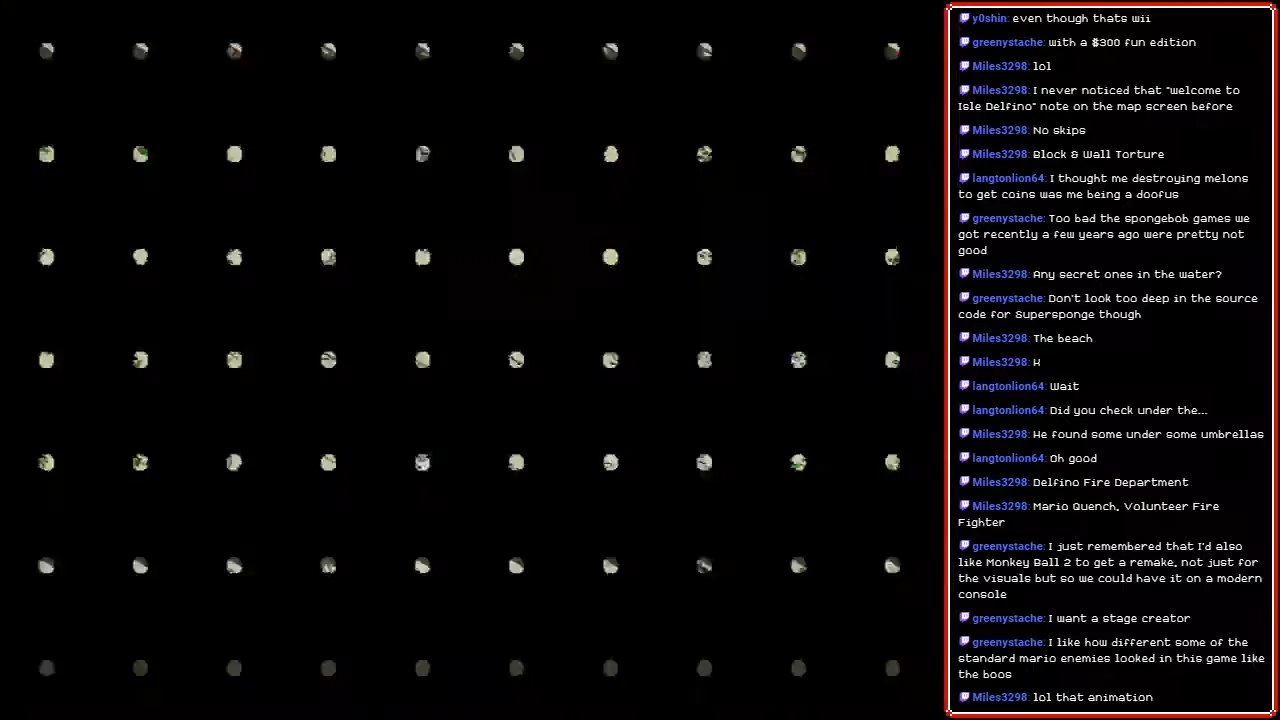 y0shin: even though thats wii
greenystache: with a $300 fun edition
Miles3298: lol
Miles3298: I never noticed that "welcome to
Isle Delfino" note on the map screen before
Miles3298: No skips
Miles3298: Block & Wall Torture
langtonlion64: I thought me destroying melons
to get coins was me being a doofus
greenystache: Too bad the spongebob games we
got recently a few years ago were pretty not
good
Miles3298: Any secret ones in the water?
greenystache: Don't look too deep in the source
code for Supersponge though
Miles3298: The beach
Miles3298: K
langtonlion64: Wait
langtonlion64: Did you check under the...
Miles3298: He found some under some umbrellas
langtonlion64: Oh good
Miles3298: Delfino Fire Department
Miles3298: Mario Quench, Volunteer Fire
Fighter
greenystache: I just remembered that I'd also
like Monkey Ball 2 to get a remake, not just for
the visuals but so we could have it on a modern
console
greenystache: I want a stage creator
greenystache: I like how different some of the
standard mario enemies looked in this game like
the boos
Miles3298: lol that animation